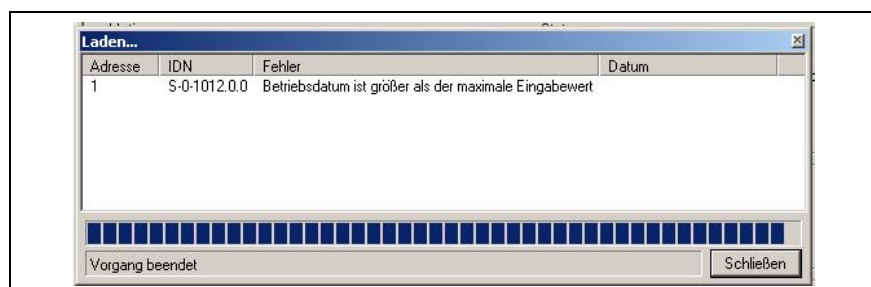 Laden...
Adresse IDN Fehler Datum
1 S-0-1012.0.0 Betriebsdatum ist größer als der maximale Eingabewert
Vorgang beendet Schließen